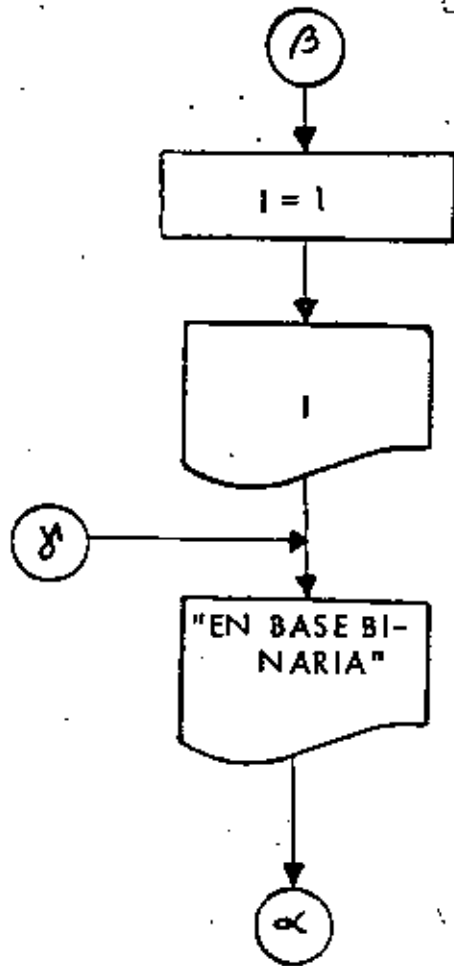 β
I = 1
I
γ
"EN BASE BI-
NARIA"
α